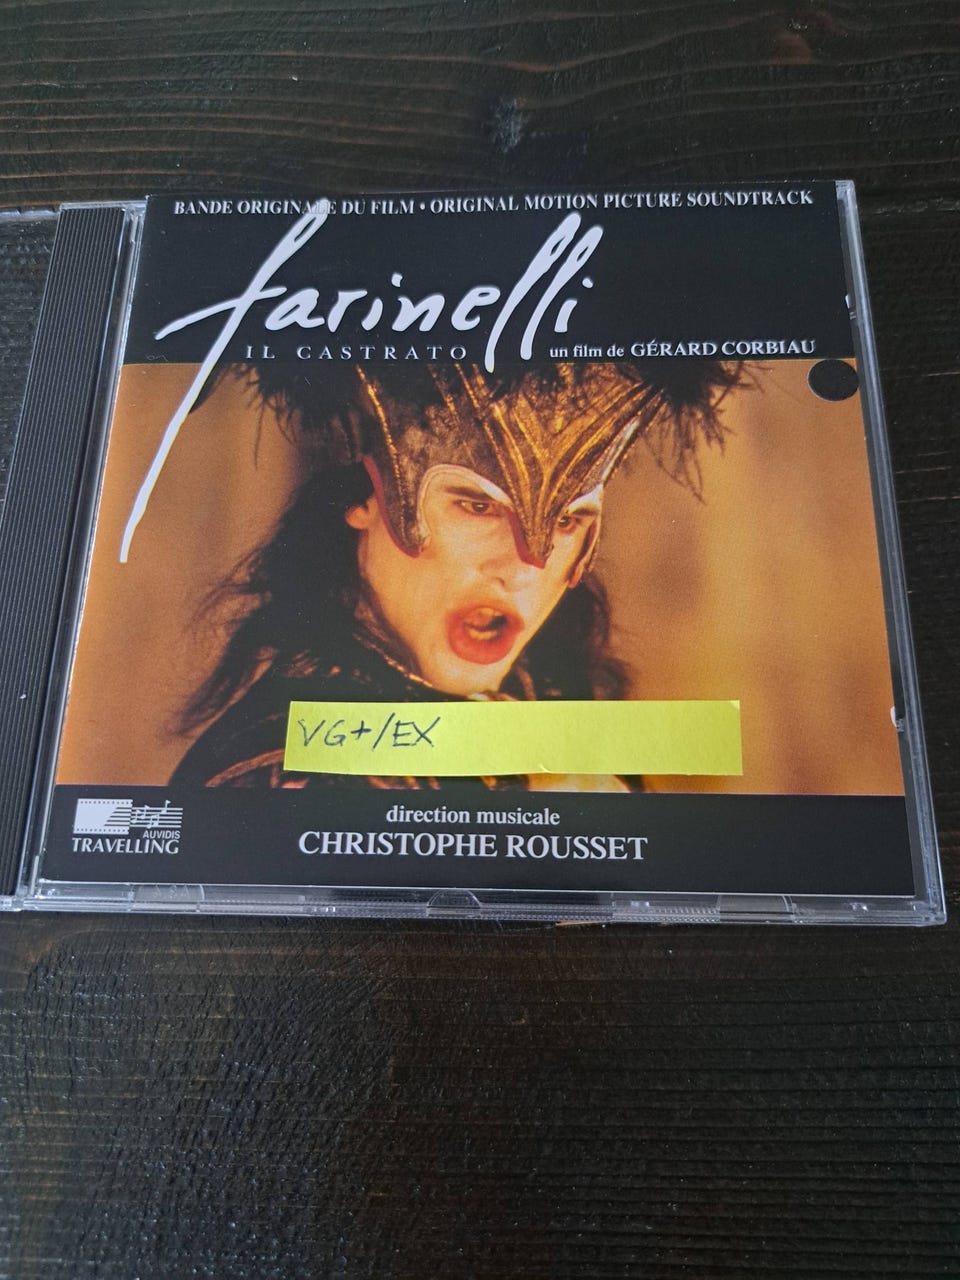 BANDE ORIGINALE DU FILM • ORIGINAL MOTION PICTURE SOUNDTRACK
farinelli
IL CASTRATO
un film de GÉRARD CORBIAU
VG+/EX
direction musicale
CHRISTOPHE ROUSSET
AUVIDIS
TRAVELLING